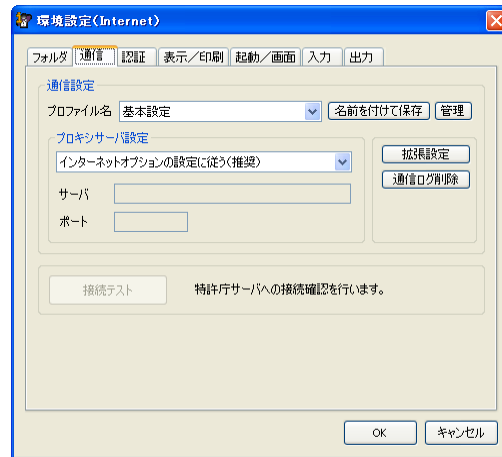 環境設定(Internet)
フォルダ 通信 認証 表示/印刷 起動/画面 入力 出力
通信設定
プロファイル名 基本設定 名前を付けて保存 管理
プロキシサーバ設定
インターネットオプションの設定に従う(推奨) 拡張設定
通信ログ削除
サーバ
ポート
接続テスト 特許庁サーバへの接続確認を行います。
OK キャンセル